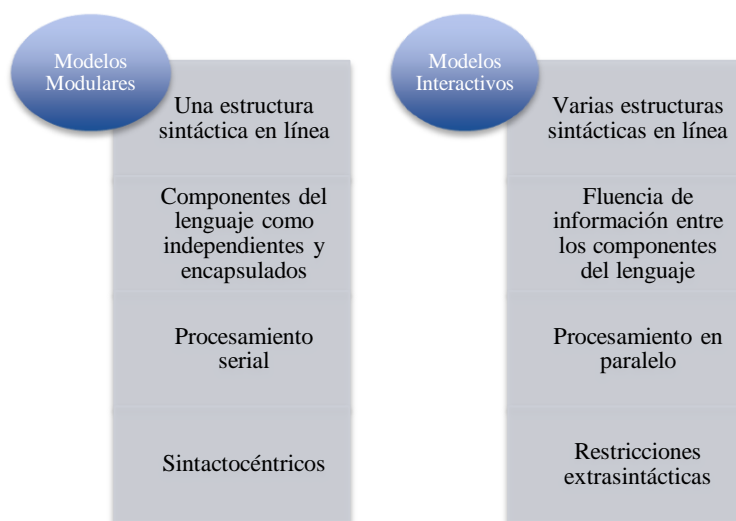 Modelos
Modulares
Una estructura
sintáctica en línea
Componentes del
lenguaje como
independientes y
encapsulados
Procesamiento
serial
Sintactocéntricos
Modelos
Interactivos
Varias estructuras
sintácticas en línea
Fluencia de
información entre
los componentes
del lenguaje
Procesamiento en
paralelo
Restricciones
extrasintácticas